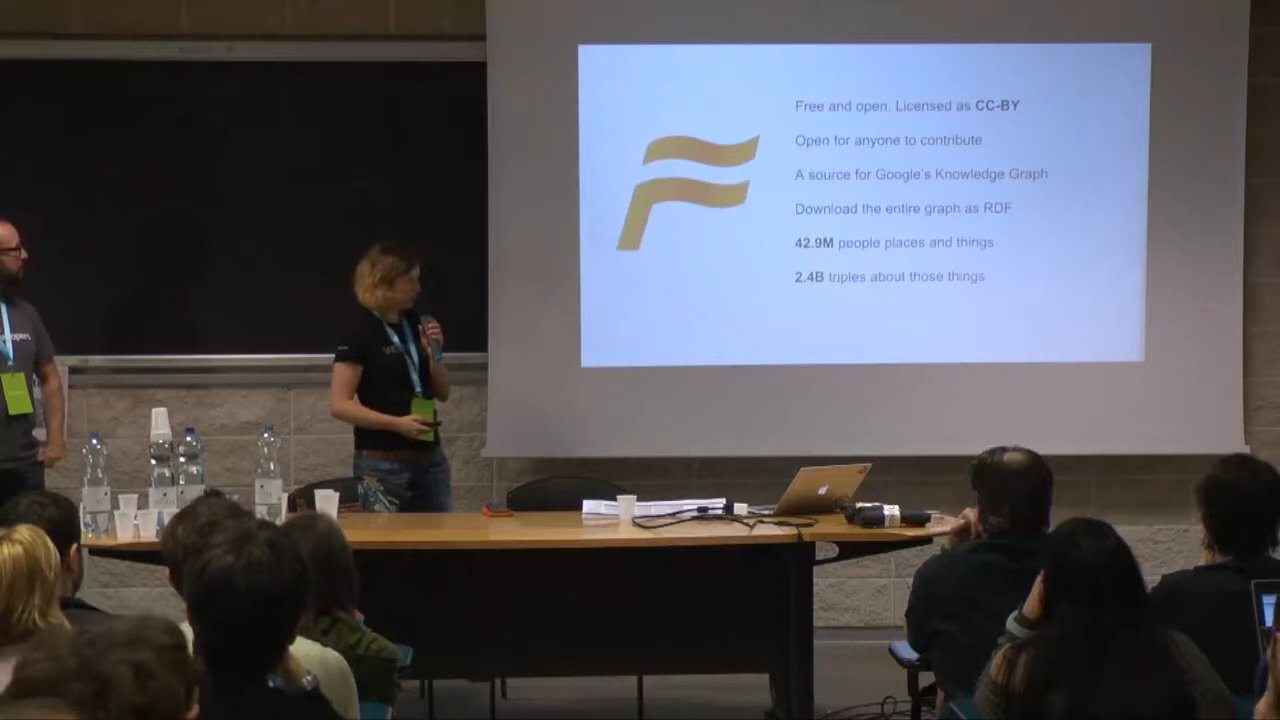 Free and open. Licensed as CC-BY
Open for anyone to contribute
A source for Google's Knowledge Graph
Download the entire graph as RDF
42.9M people places and things
2.4B triples about those things
open.